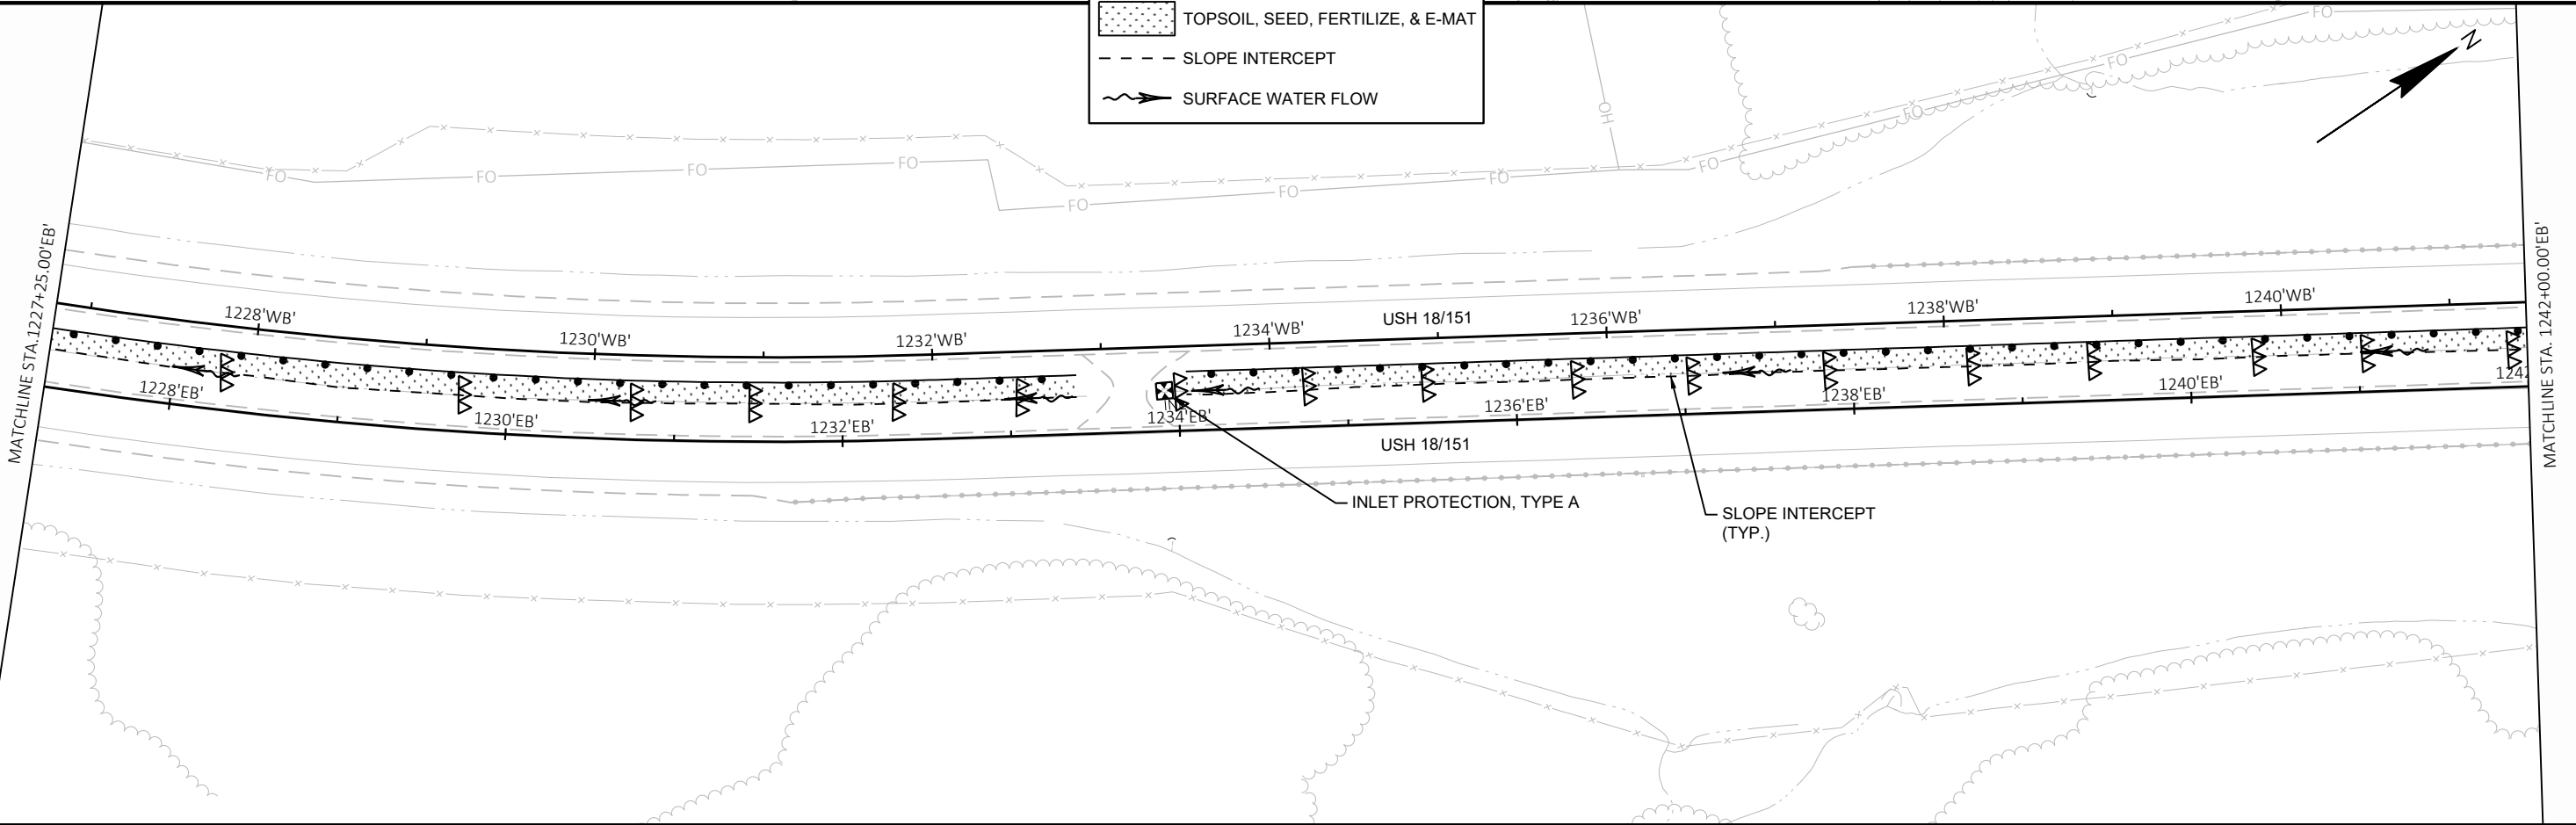 TOPSOIL, SEED, FERTILIZE, & E-MAT
SLOPE INTERCEPT
SURFACE WATER FLOW
N
FO
FO
FO
FO
FO
FO
FO
FO
FO
FO
FO
FO
OH
MATCHLINE STA.1227+25.00'EB'
MATCHLINE STA. 1242+00.00'EB'
1228'WB'
1230'WB'
1232'WB'
1234'WB'
USH 18/151
1236'WB'
1238'WB'
1240'WB'
1228'EB'
1230'EB'
1232'EB'
IN
1234'EB'
USH 18/151
1236'EB'
1238'EB'
1240'EB'
INLET PROTECTION, TYPE A
SLOPE INTERCEPT
(TYP.)